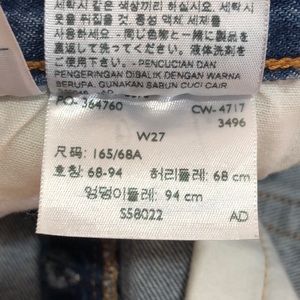 세탁시 같은 색상끼리 하십시오. 세탁시
옷을 뒤집을 것. 중성 액체 세제를
사용하시오. - 同じ色物と一緒に製品を
裏返して洗って下さい。液体洗剤を
ご使用下さい。 - PENCUCIAN DAN
PENGERINGAN DIBALIK DENGAN WARNA
BERUPA. GUNAKAN SABUN CUCI CAIR
PO- 364760 CW- 4717
3496
W27
尺码: 165/68A
호칭: 68-94 허리둘레: 68 cm
엉덩이둘레: 94 cm
S58022 AD